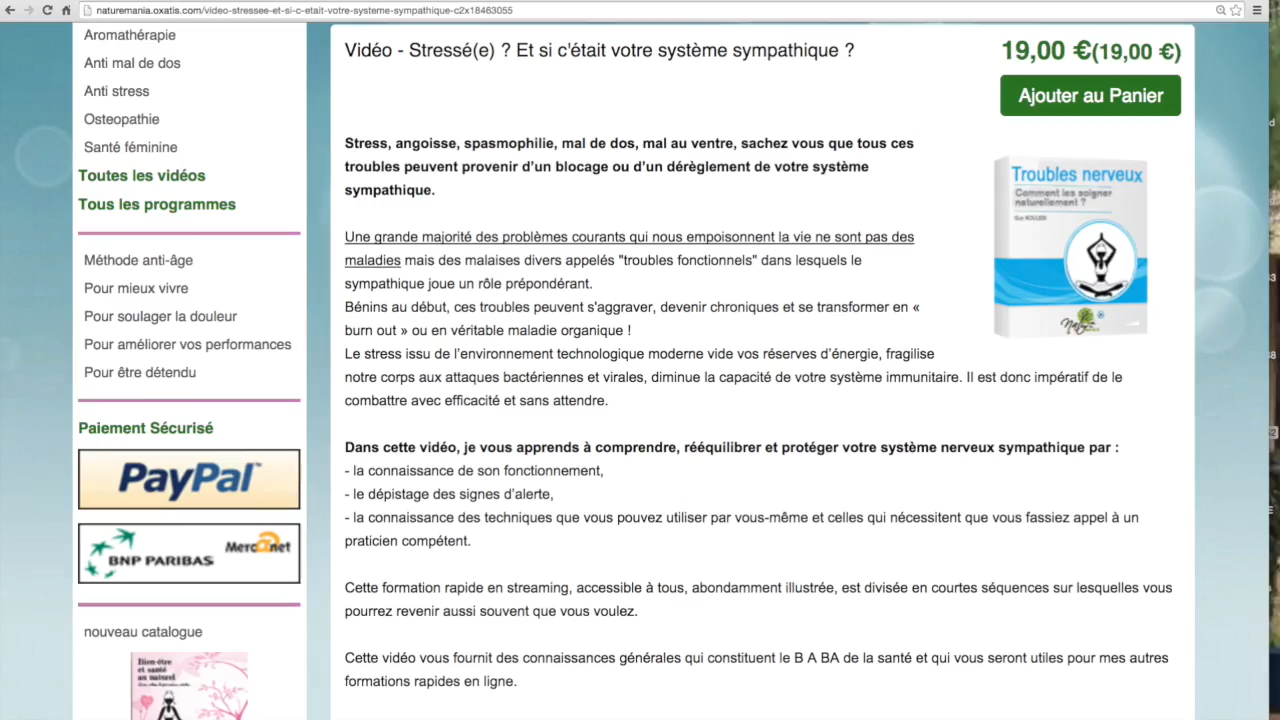 naturemania.oxatis.com/video-stressee-et-si-c-etait-votre-systeme-sympathique-c2x18463055
Aromathérapie
Anti mal de dos
Anti stress
Osteopathie
Santé féminine
Toutes les vidéos
Tous les programmes
Méthode anti-âge
Pour mieux vivre
Pour soulager la douleur
Pour améliorer vos performances
Pour être détendu
Paiement Sécurisé
PayPal™
BNP PARIBAS
Merc@net
nouveau catalogue
Bien-être
et santé
au naturel
Vidéo - Stressé(e) ? Et si c'était votre système sympathique ?
19,00 €(19,00 €)
Ajouter au Panier
Stress, angoisse, spasmophilie, mal de dos, mal au ventre, sachez vous que tous ces
troubles peuvent provenir d’un blocage ou d’un dérèglement de votre système
sympathique.
Troubles nerveux
Comment les soigner
naturellement ?
Guy ROULIER
Nature
Une grande majorité des problèmes courants qui nous empoisonnent la vie ne sont pas des
maladies mais des malaises divers appelés "troubles fonctionnels" dans lesquels le
sympathique joue un rôle prépondérant.
Bénins au début, ces troubles peuvent s'aggraver, devenir chroniques et se transformer en «
burn out » ou en véritable maladie organique !
Le stress issu de l’environnement technologique moderne vide vos réserves d’énergie, fragilise
notre corps aux attaques bactériennes et virales, diminue la capacité de votre système immunitaire. Il est donc impératif de le
combattre avec efficacité et sans attendre.
Dans cette vidéo, je vous apprends à comprendre, rééquilibrer et protéger votre système nerveux sympathique par :
- la connaissance de son fonctionnement,
- le dépistage des signes d’alerte,
- la connaissance des techniques que vous pouvez utiliser par vous-même et celles qui nécessitent que vous fassiez appel à un
praticien compétent.
Cette formation rapide en streaming, accessible à tous, abondamment illustrée, est divisée en courtes séquences sur lesquelles vous
pourrez revenir aussi souvent que vous voulez.
Cette vidéo vous fournit des connaissances générales qui constituent le B A BA de la santé et qui vous seront utiles pour mes autres
formations rapides en ligne.